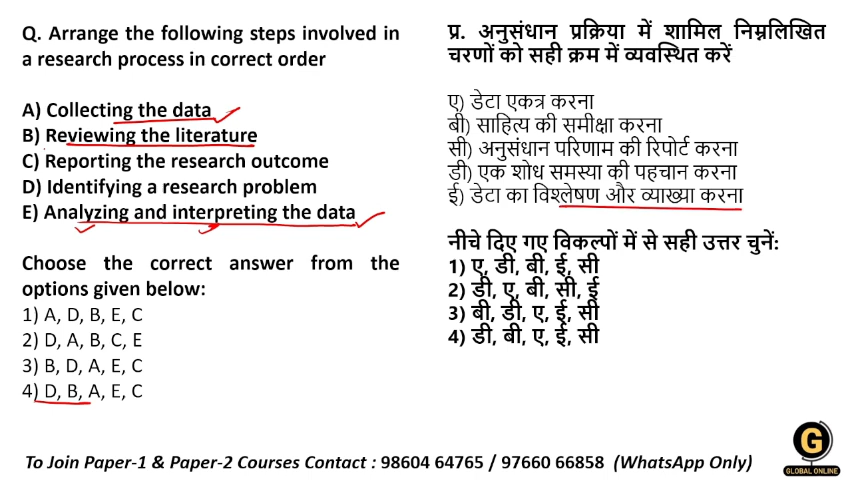 Q. Arrange the following steps involved in
a research process in correct order
A) Collecting the data
B) Reviewing the literature
C) Reporting the research outcome
D) Identifying a research problem
E) Analyzing and interpreting the data
Choose the correct answer from the
options given below:
1) A, D, B, E, C
2) D, A, B, C, E
3) B, D, A, E, C
4) D, B, A, E, C
प्र. अनुसंधान प्रक्रिया में शामिल निम्नलिखित
चरणों को सही क्रम में व्यवस्थित करें
ए) डेटा एकत्र करना
बी) साहित्य की समीक्षा करना
सी) अनुसंधान परिणाम की रिपोर्ट करना
डी) एक शोध समस्या की पहचान करना
ई) डेटा का विश्लेषण और व्याख्या करना
नीचे दिए गए विकल्पों में से सही उत्तर चुनें:
1) ए, डी, बी, ई, सी
2) डी, ए, बी, सी, ई
3) बी, डी, ए, ई, सी
4) डी, बी, ए, ई, सी
G
GLOBAL ONLINE
To Join Paper-1 & Paper-2 Courses Contact : 98604 64765 / 97660 66858 (WhatsApp Only)